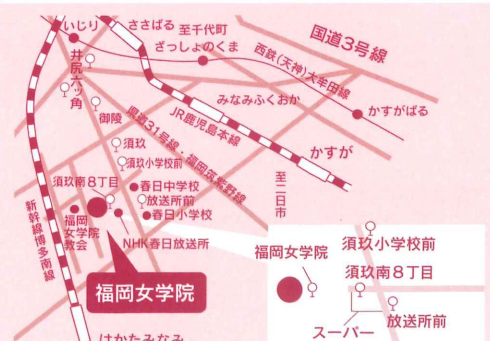 いじり
ささばる
至千代町
ざっしょのくま
国道3号線
西鉄(天神)大牟田線
井尻六ツ角
みなみふくおか
かすがばる
御陵
県道31号線・福岡筑紫野線
JR鹿児島本線
須玖
かすが
須玖小学校前
須玖南8丁目
春日中学校
放送所前
春日小学校
至二日市
新幹線博多南線
福岡
女学院
教会
NHK春日放送所
福岡女学院
はかたみなみ
須玖小学校前
福岡女学院
須玖南8丁目
放送所前
スーパー